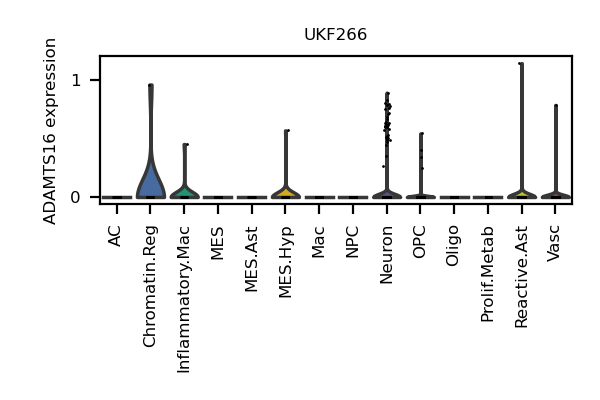 UKF266
ADAMTS16 expression
1
0
AC
Chromatin.Reg
Inflammatory.Mac
MES
MES.Ast
MES.Hyp
Mac
NPC
Neuron
OPC
Oligo
Prolif.Metab
Reactive.Ast
Vasc